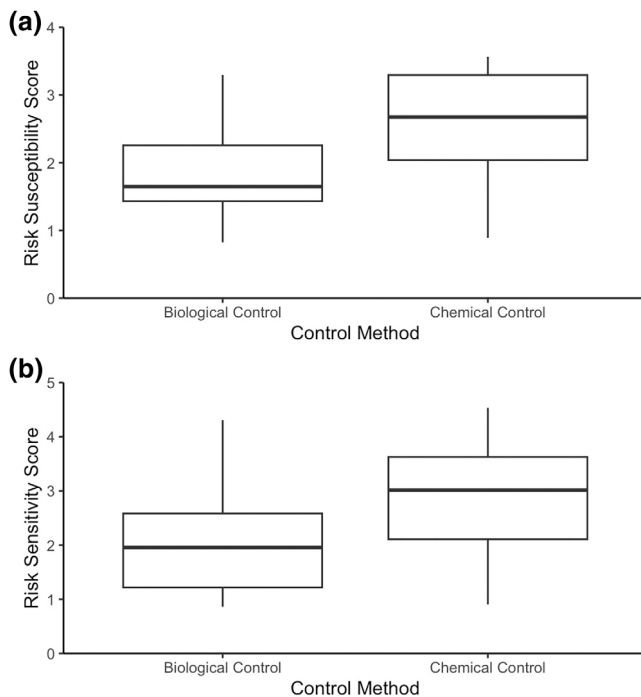 (a)
Risk Susceptibility Score
4
3
2
1
0
Biological Control
Chemical Control
Control Method
(b)
Risk Sensitivity Score
5
4
3
2
1
0
Biological Control
Chemical Control
Control Method